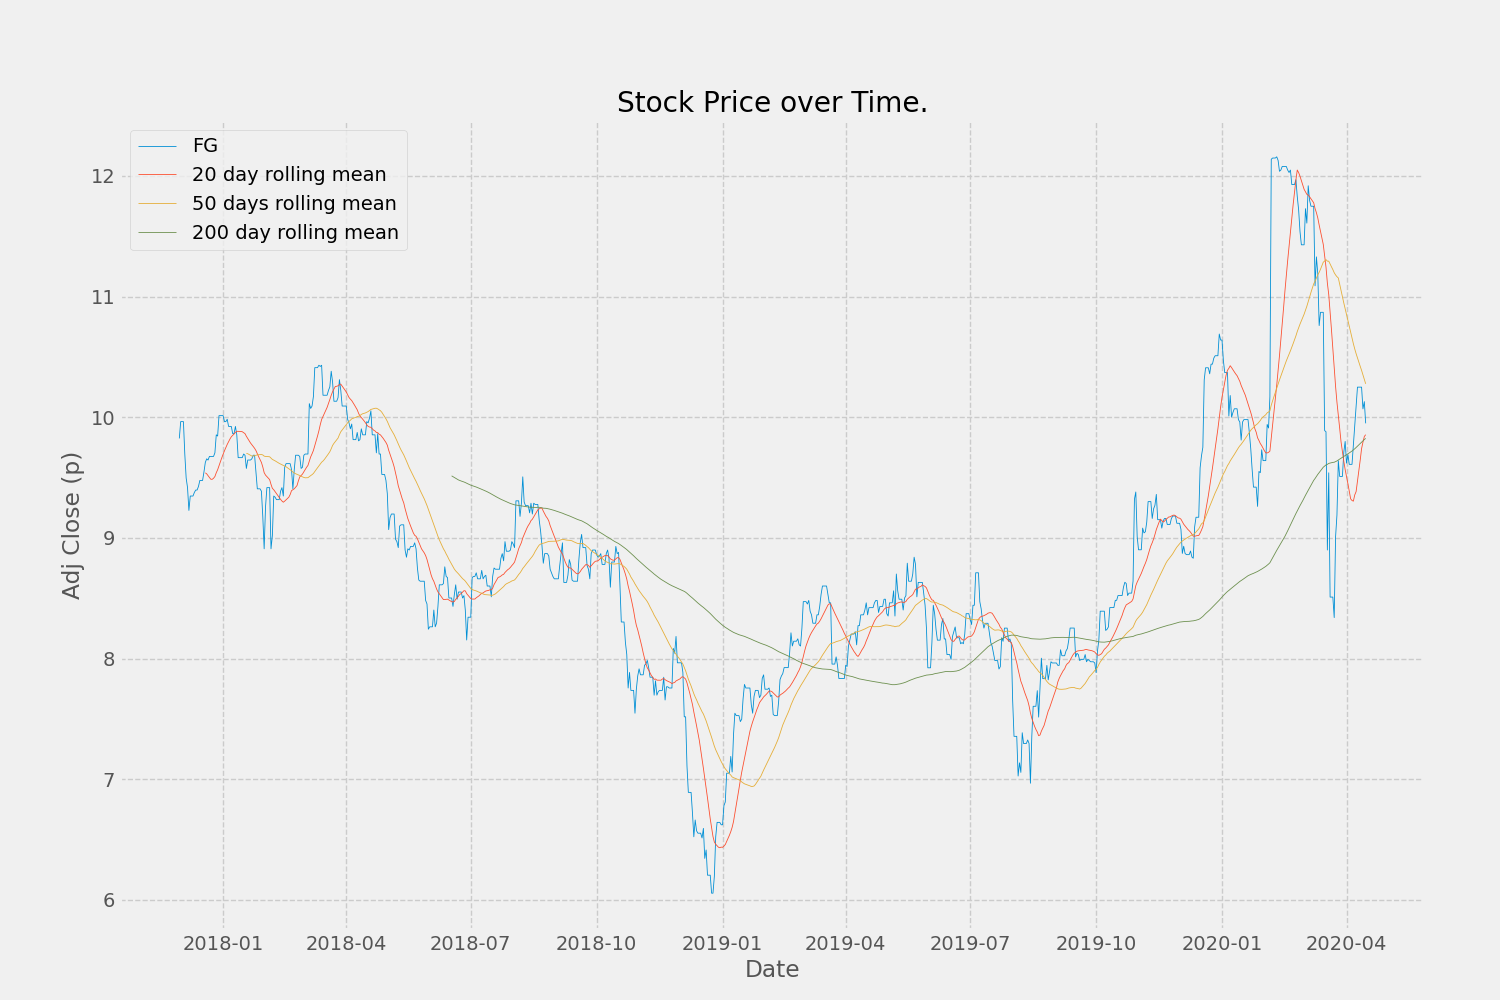 Stock Price over Time.
FG
20 day rolling mean
50 days rolling mean
200 day rolling mean
Adj Close (p)
12
11
10
9
8
7
6
2018-01 2018-04 2018-07 2018-10 2019-01 2019-04 2019-07 2019-10 2020-01 2020-04
Date